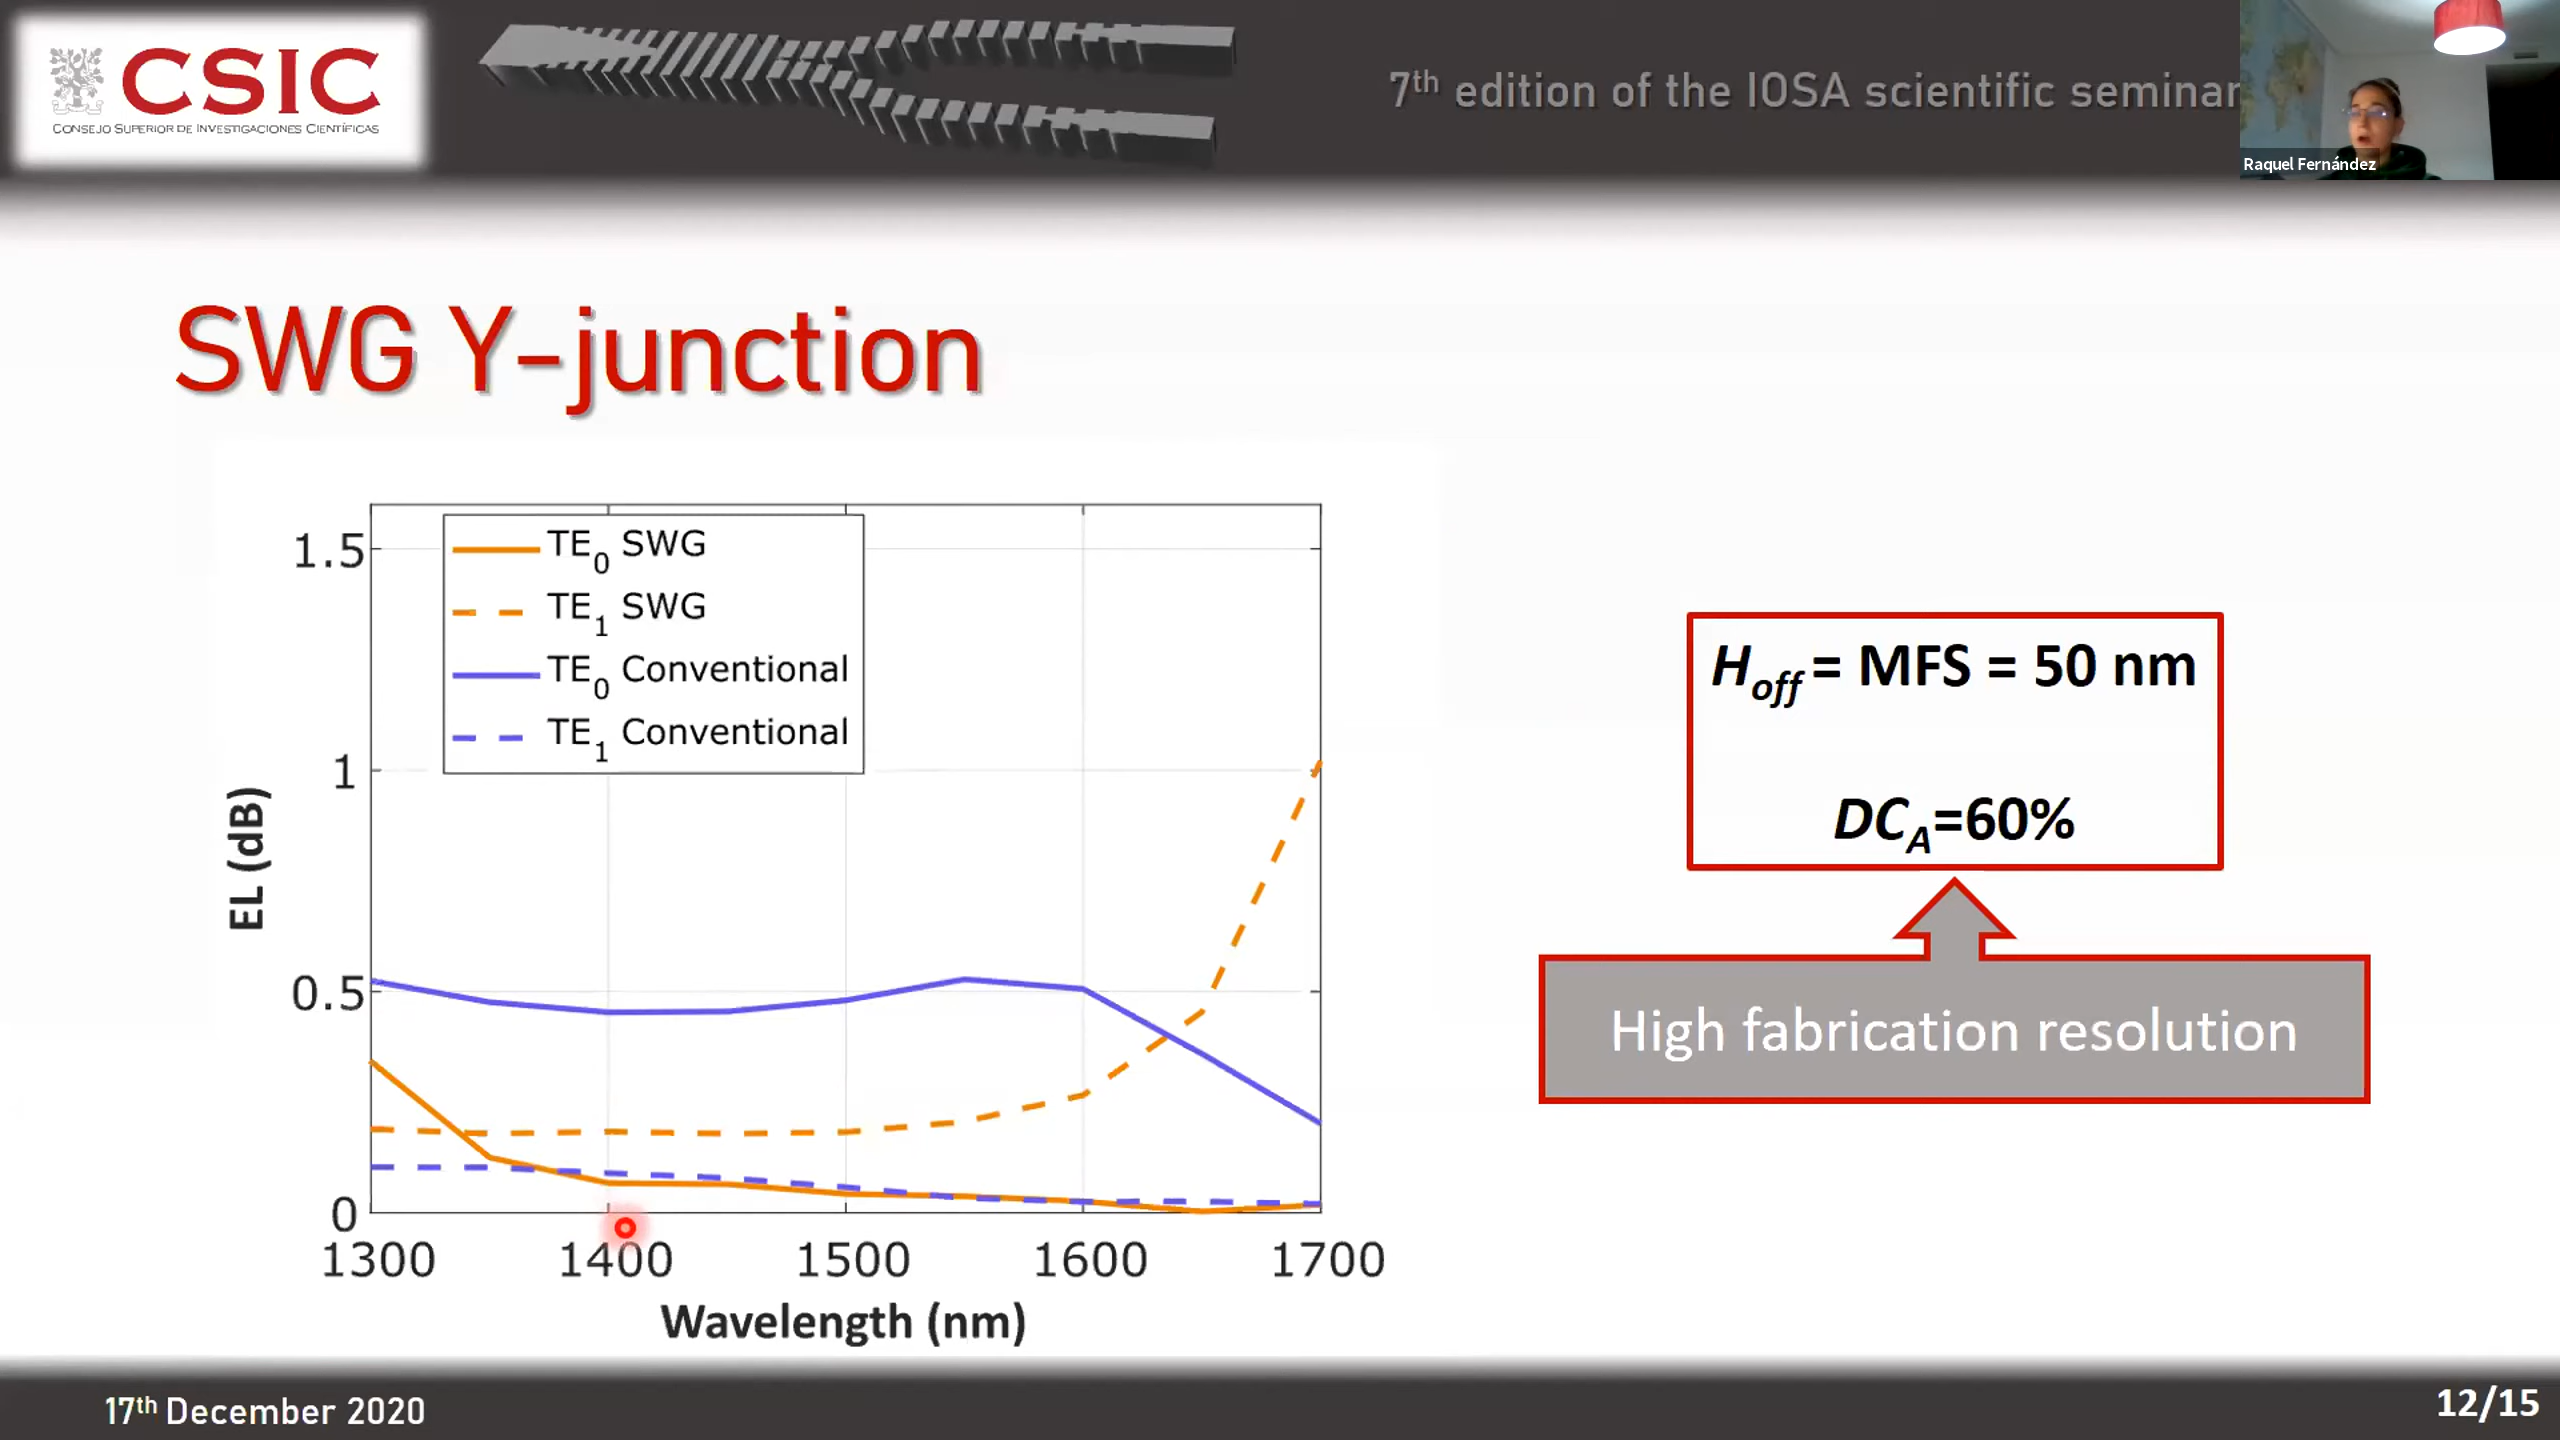 CSIC
CONSEJO SUPERIOR DE INVESTIGACIONES CIENTÍFICAS
7th edition of the IOSA scientific seminar
Raquel Fernández
SWG Y-junction
TE0 SWG
TE1 SWG
TE0 Conventional
TE1 Conventional
1.5
1
0.5
0
EL (dB)
1300 1400 1500 1600 1700
Wavelength (nm)
Hoff = MFS = 50 nm
DCA=60%
High fabrication resolution
17th December 2020
12/15